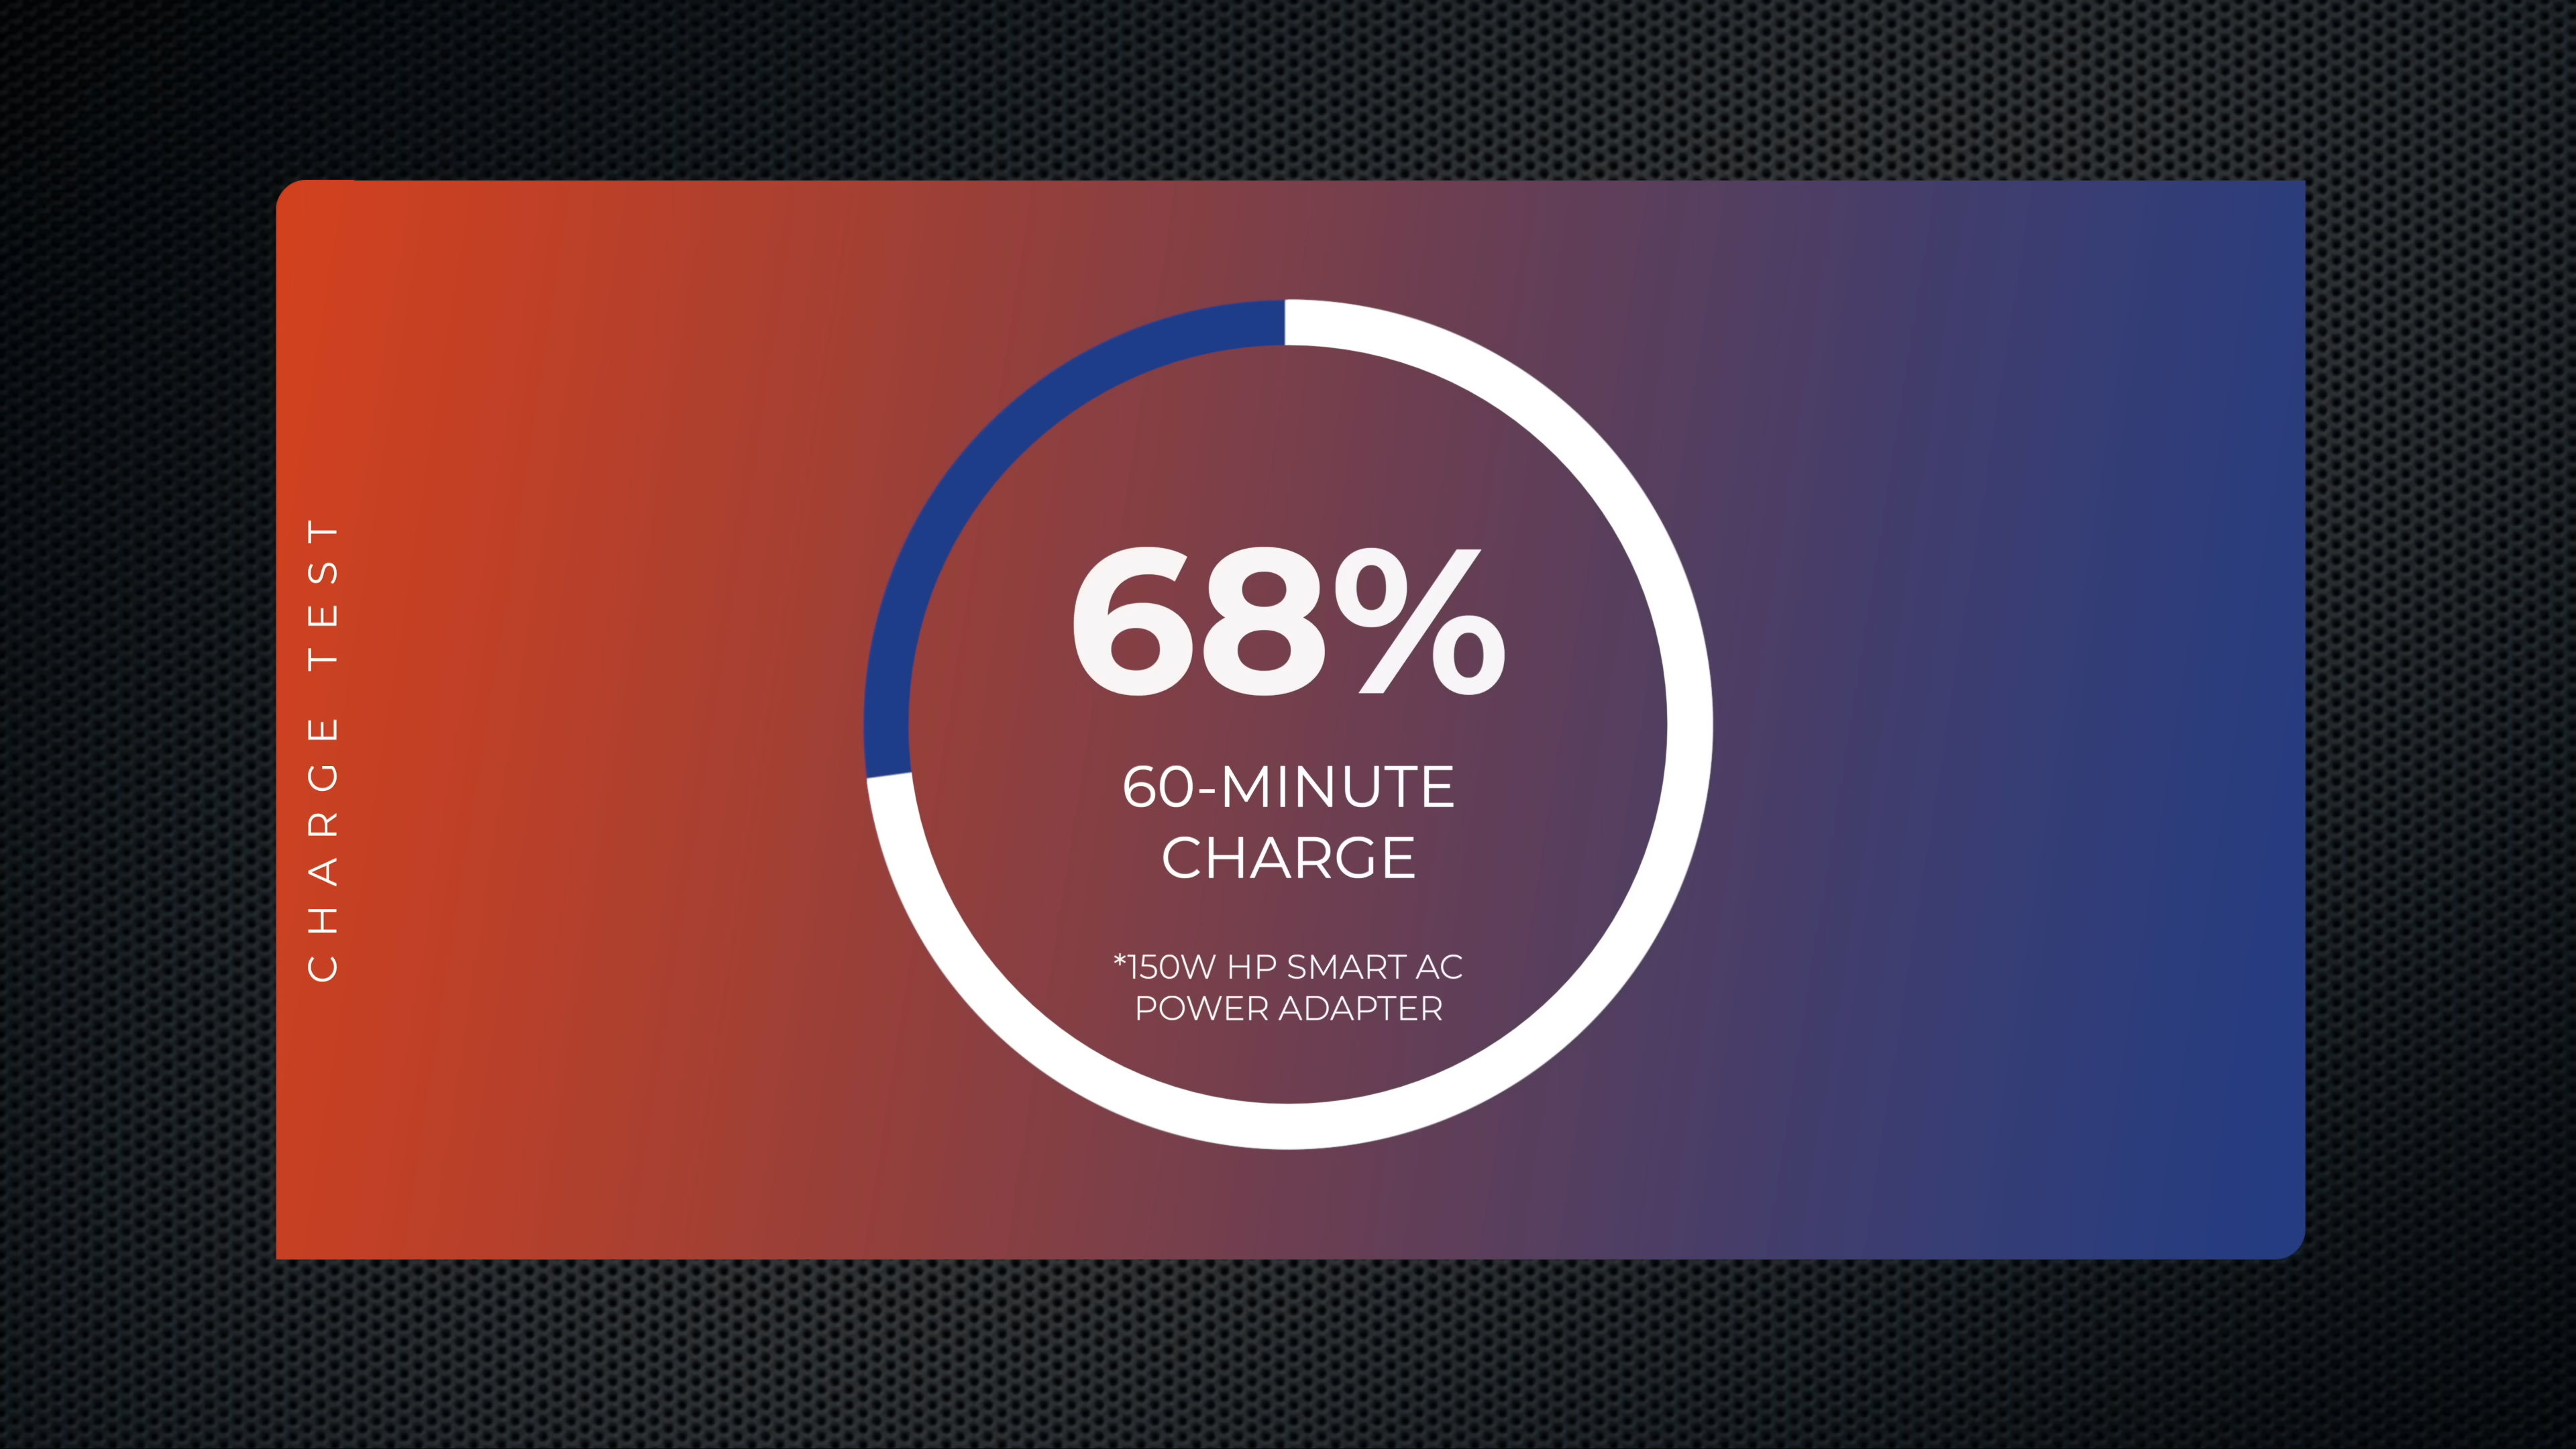 CHARGE TEST
68%
60-MINUTE
CHARGE
*150W HP SMART AC
POWER ADAPTER